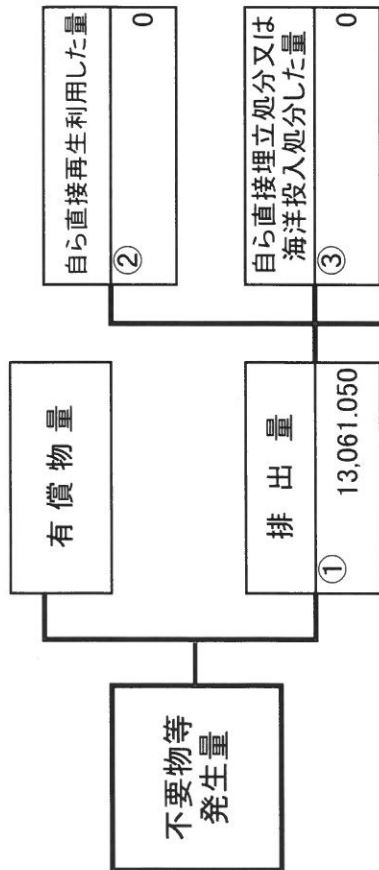 不要物等
発生量
有償物量
排出量
① 13,061.050
自ら直接再生利用した量
② 0
自ら直接埋立処分又は
海洋投入処分した量
③ 0